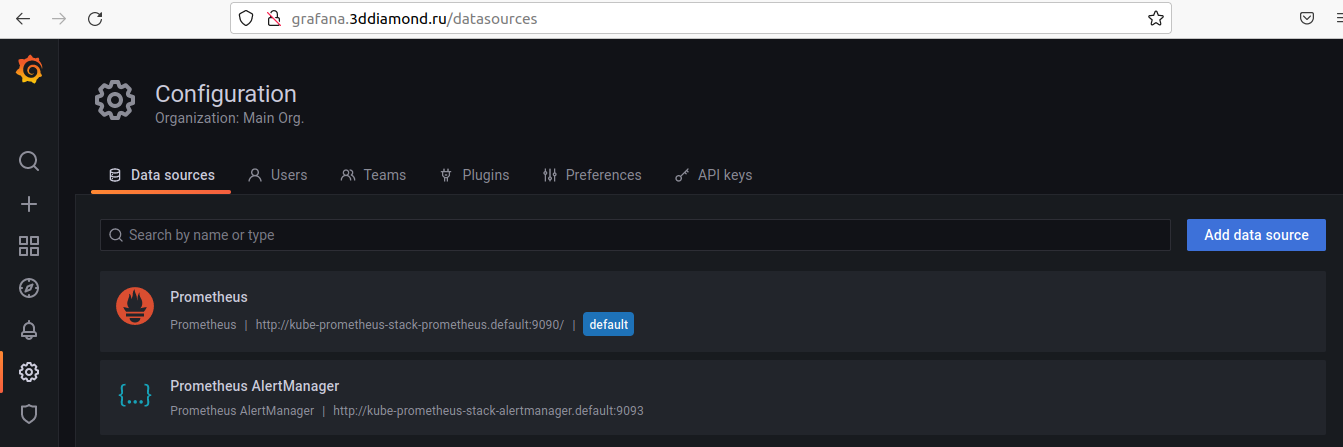 grafana.3ddiamond.ru/datasources
Configuration
Organization: Main Org.
Data sources Users Teams Plugins Preferences API keys
Search by name or type Add data source
Prometheus
Prometheus | http://kube-prometheus-stack-prometheus.default:9090/ | default
{...}
Prometheus AlertManager
Prometheus AlertManager | http://kube-prometheus-stack-alertmanager.default:9093